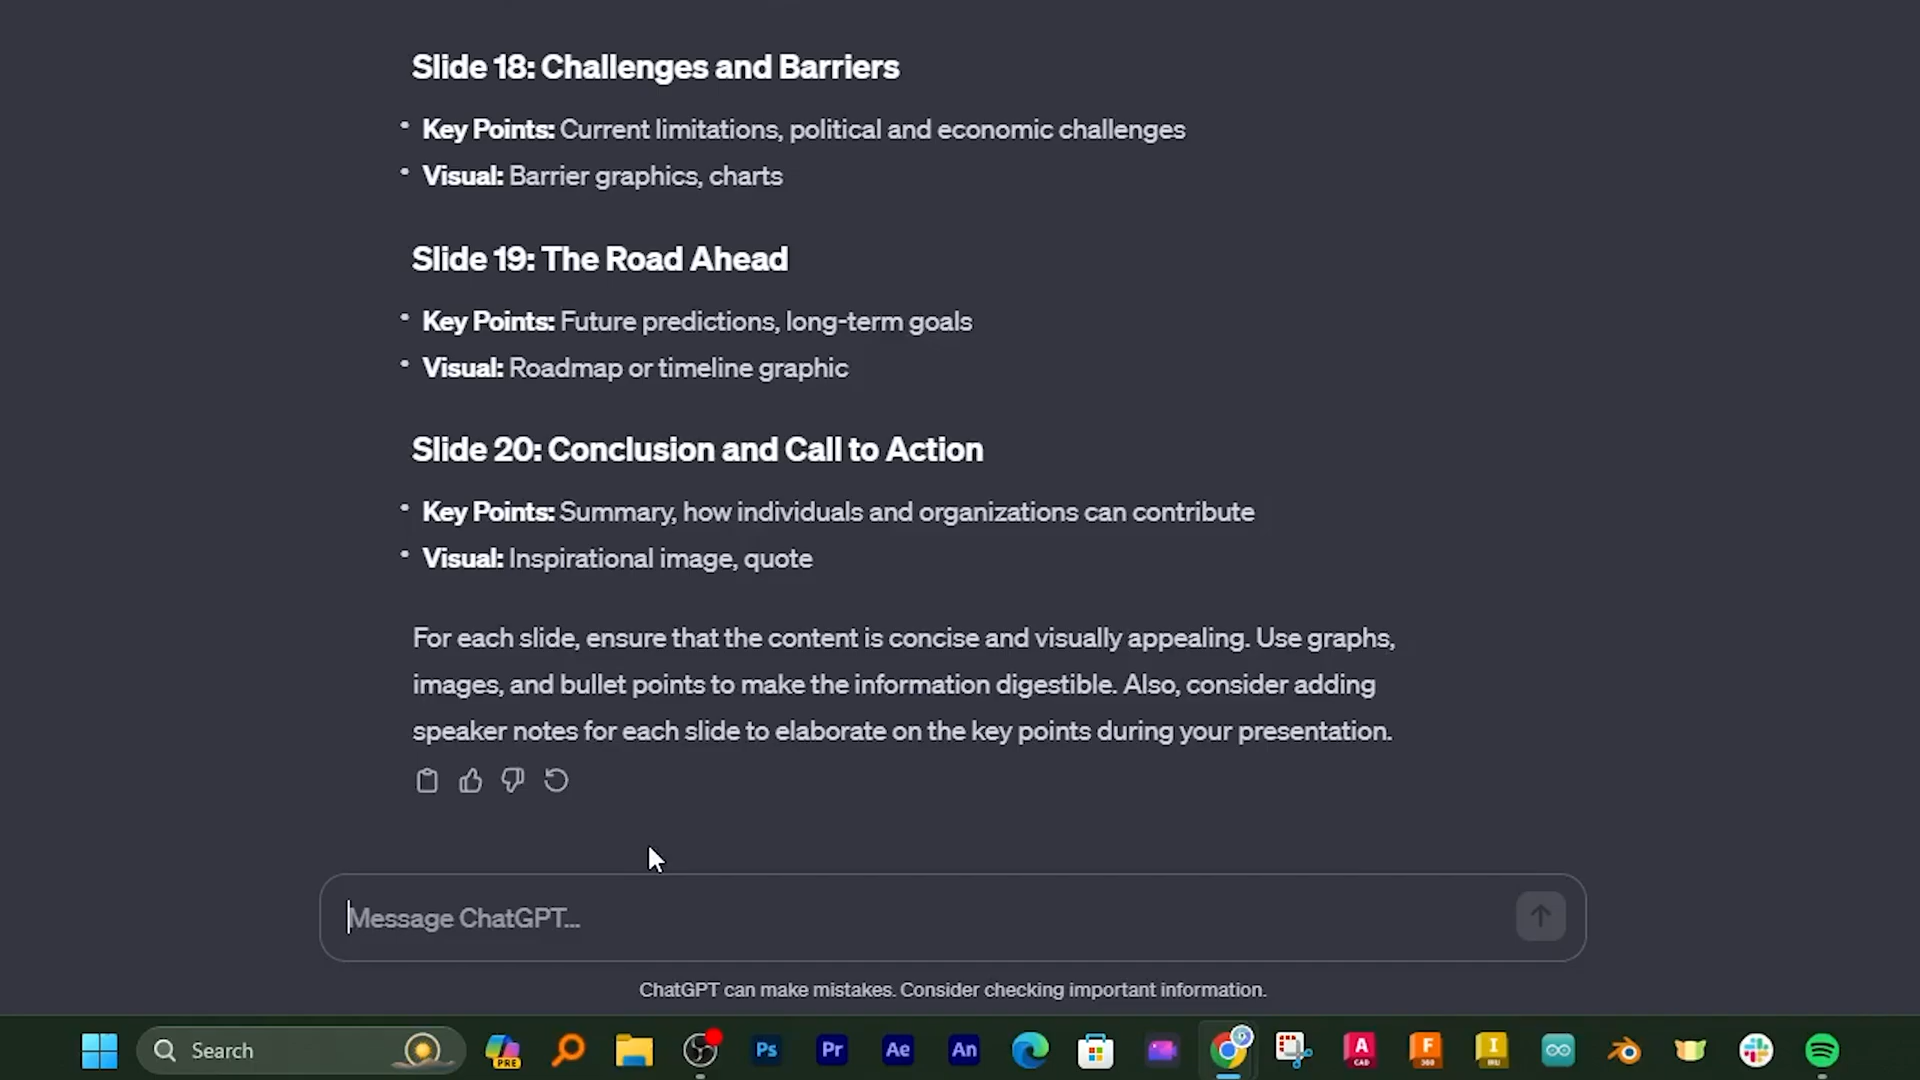 Slide 18: Challenges and Barriers
Key Points: Current limitations, political and economic challenges
Visual: Barrier graphics, charts
Slide 19: The Road Ahead
Key Points: Future predictions, long-term goals
Visual: Roadmap or timeline graphic
Slide 20: Conclusion and Call to Action
Key Points: Summary, how individuals and organizations can contribute
Visual: Inspirational image, quote
For each slide, ensure that the content is concise and visually appealing. Use graphs,
images, and bullet points to make the information digestible. Also, consider adding
speaker notes for each slide to elaborate on the key points during your presentation.
Message ChatGPT...
ChatGPT can make mistakes. Consider checking important information.
Search
PRE
Ps
Pr
Ae
An
A
CAD
F
360
I